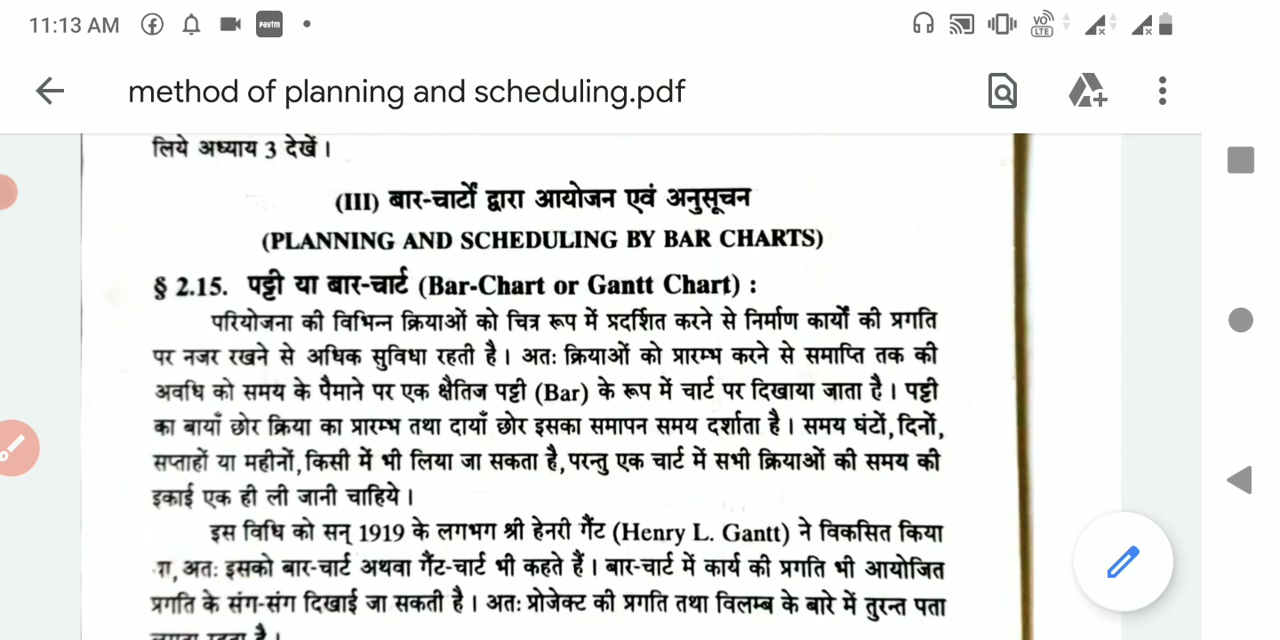 11:13 AM
Paytm
VO
LTE
method of planning and scheduling.pdf
लिये अध्याय 3 देखें।
(III) बार-चार्टों द्वारा आयोजन एवं अनुसूचन
(PLANNING AND SCHEDULING BY BAR CHARTS)
§ 2.15. पट्टी या बार-चार्ट (Bar-Chart or Gantt Chart) :
परियोजना की विभिन्न क्रियाओं को चित्र रूप में प्रदर्शित करने से निर्माण कार्यों की प्रगति
पर नजर रखने से अधिक सुविधा रहती है। अतः क्रियाओं को प्रारम्भ करने से समाप्ति तक की
अवधि को समय के पैमाने पर एक क्षैतिज पट्टी (Bar) के रूप में चार्ट पर दिखाया जाता है। पट्टी
का बायाँ छोर क्रिया का प्रारम्भ तथा दायाँ छोर इसका समापन समय दर्शाता है। समय घंटों, दिनों,
सप्ताहों या महीनों, किसी में भी लिया जा सकता है, परन्तु एक चार्ट में सभी क्रियाओं की समय की
इकाई एक ही ली जानी चाहिये।
इस विधि को सन् 1919 के लगभग श्री हेनरी गैंट (Henry L. Gantt) ने विकसित किया
अतः इसको बार-चार्ट अथवा गैंट-चार्ट भी कहते हैं। बार-चार्ट में कार्य की प्रगति भी आयोजित
प्रगति के संग-संग दिखाई जा सकती है। अतः प्रोजेक्ट की प्रगति तथा विलम्ब के बारे में तुरन्त पता